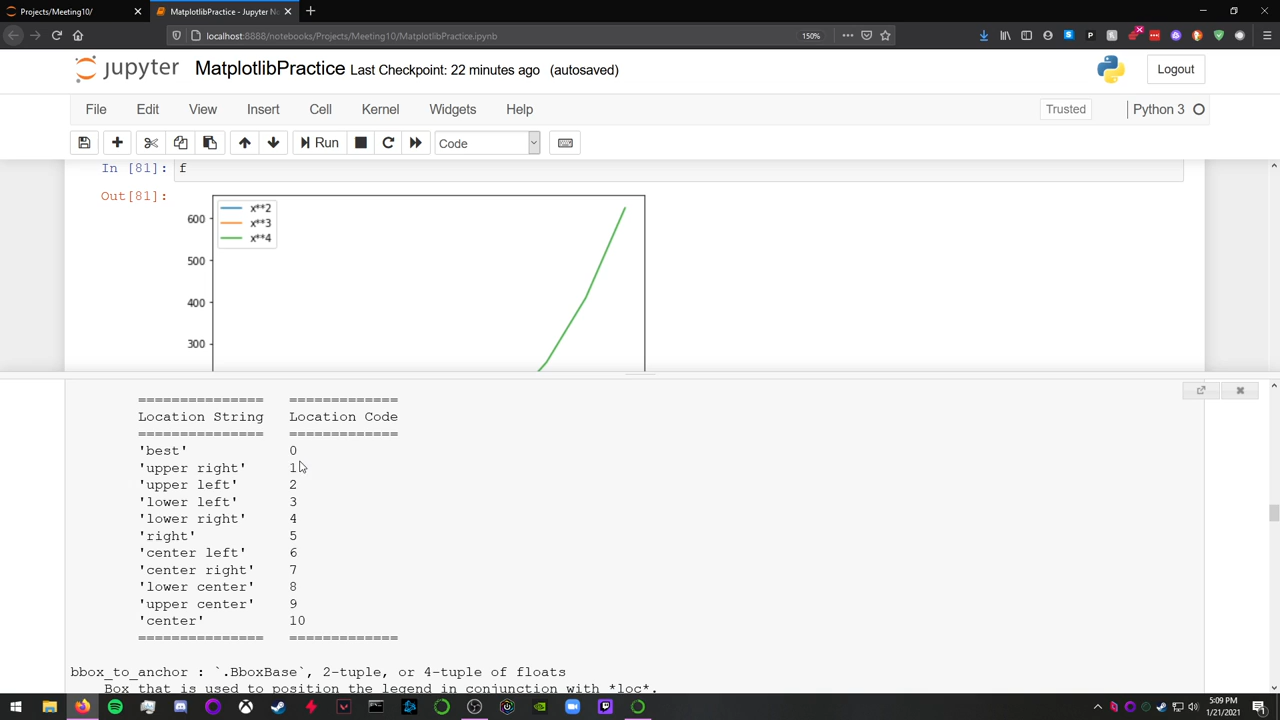 Projects/Meeting10/
MatplotlibPractice - Jupyter No
localhost:8888/notebooks/Projects/Meeting10/MatplotlibPractice.ipynb
150%
jupyter MatplotlibPractice Last Checkpoint: 22 minutes ago (autosaved)
Logout
File Edit View Insert Cell Kernel Widgets Help
Trusted
Python 3
Run
Code
In [81]: f
Out[81]:
x**2
x**3
x**4
600
500
400
300
=============== =============
Location String Location Code
=============== =============
'best' 0
'upper right' 1
'upper left' 2
'lower left' 3
'lower right' 4
'right' 5
'center left' 6
'center right' 7
'lower center' 8
'upper center' 9
'center' 10
=============== =============
bbox_to_anchor : `.BboxBase`, 2-tuple, or 4-tuple of floats
Box that is used to position the legend in conjunction with *loc*.
5:09 PM
1/21/2021